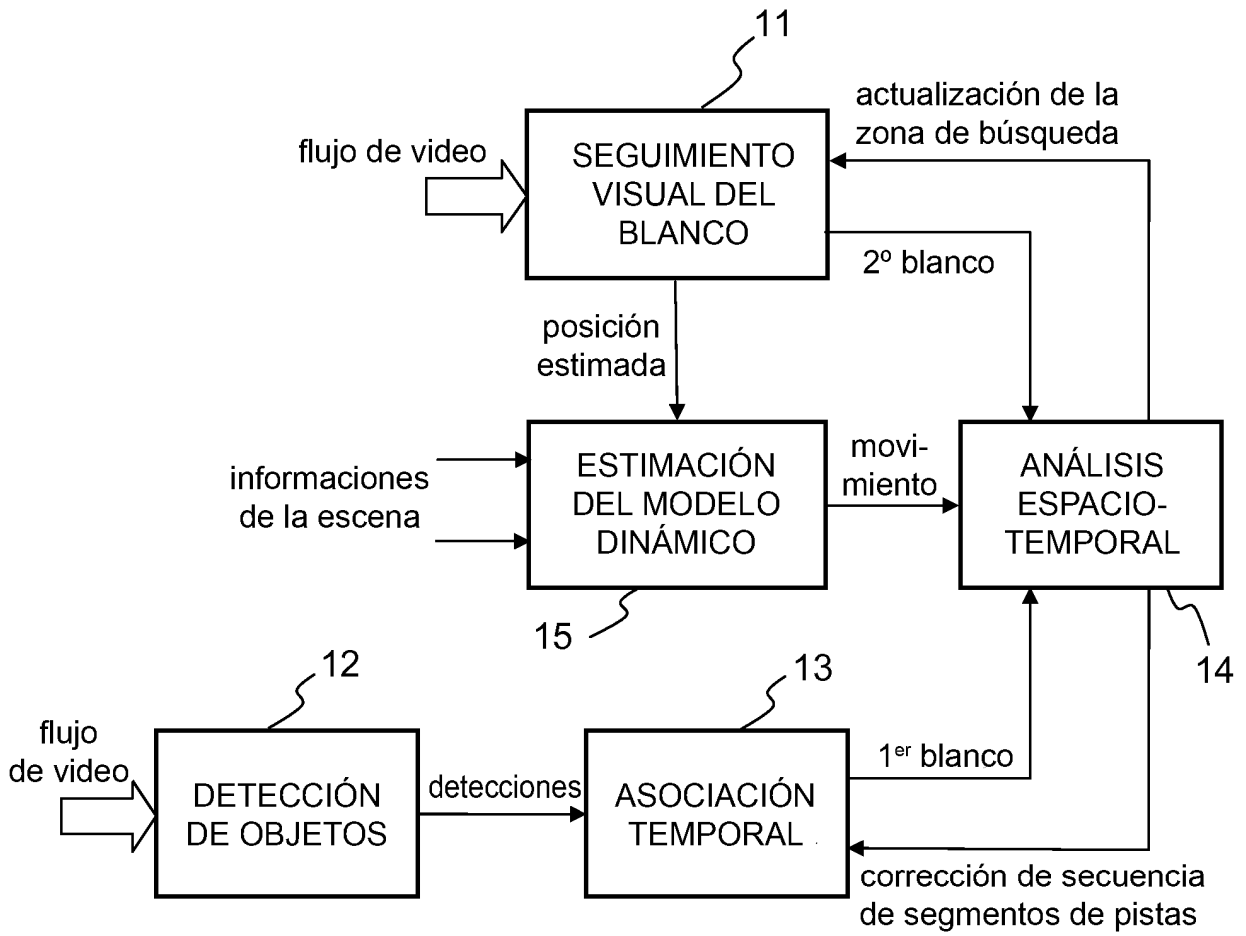 11
actualización de la
zona de búsqueda
flujo de video
SEGUIMIENTO
VISUAL DEL
BLANCO
2º blanco
posición
estimada
informaciones
de la escena
ESTIMACIÓN
DEL MODELO
DINÁMICO
movi-
miento
ANÁLISIS
ESPACIO-
TEMPORAL
15
14
12
13
flujo
de video
DETECCIÓN
DE OBJETOS
detecciones
ASOCIACIÓN
TEMPORAL
1er blanco
corrección de secuencia
de segmentos de pistas